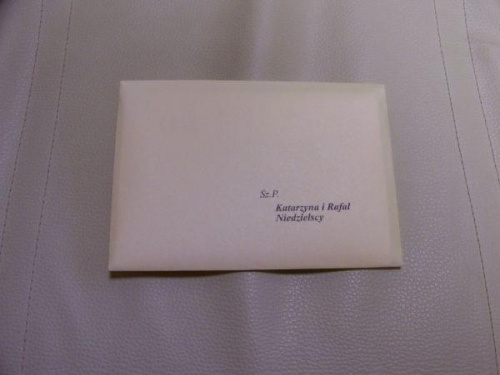 Sz.P.
Katarzyna i Rafał
Niedzielscy